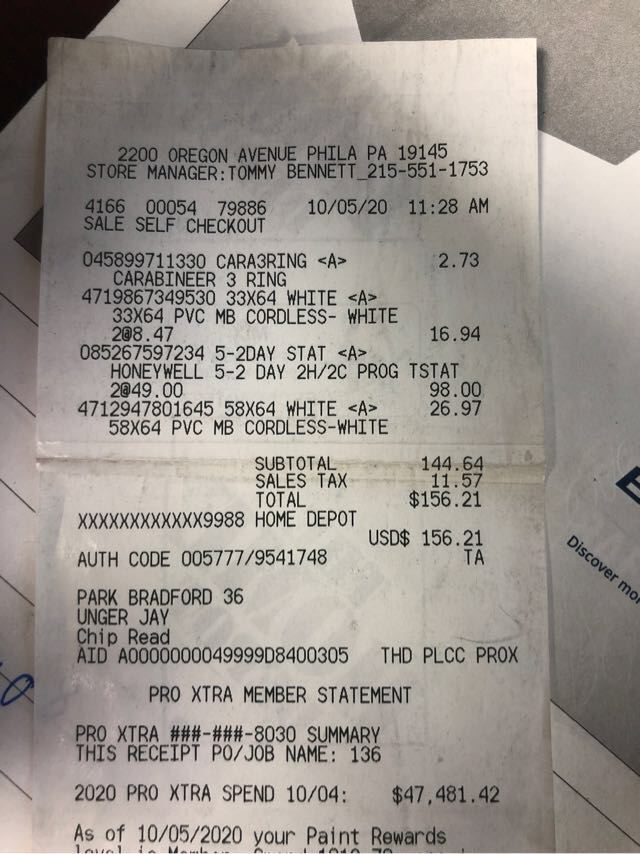 2200 OREGON AVENUE PHILA PA 19145
STORE MANAGER:TOMMY BENNETT_215-551-1753
4166 00054 79886 10/05/20 11:28 AM
SALE SELF CHECKOUT
045899711330 CARA3RING <A> 2.73
CARABINEER 3 RING
4719867349530 33X64 WHITE <A>
33X64 PVC MB CORDLESS- WHITE
2@8.47 16.94
085267597234 5-2DAY STAT <A>
HONEYWELL 5-2 DAY 2H/2C PROG TSTAT
2@49.00 98.00
4712947801645 58X64 WHITE <A> 26.97
58X64 PVC MB CORDLESS-WHITE
SUBTOTAL 144.64
SALES TAX 11.57
TOTAL $156.21
XXXXXXXXXXXX9988 HOME DEPOT
USD$ 156.21
AUTH CODE 005777/9541748 TA
PARK BRADFORD 36
UNGER JAY
Chip Read
AID A0000000049999D8400305 THD PLCC PROX
PRO XTRA MEMBER STATEMENT
PRO XTRA ###-###-8030 SUMMARY
THIS RECEIPT PO/JOB NAME: 136
2020 PRO XTRA SPEND 10/04: $47,481.42
As of 10/05/2020 your Paint Rewards
Discover